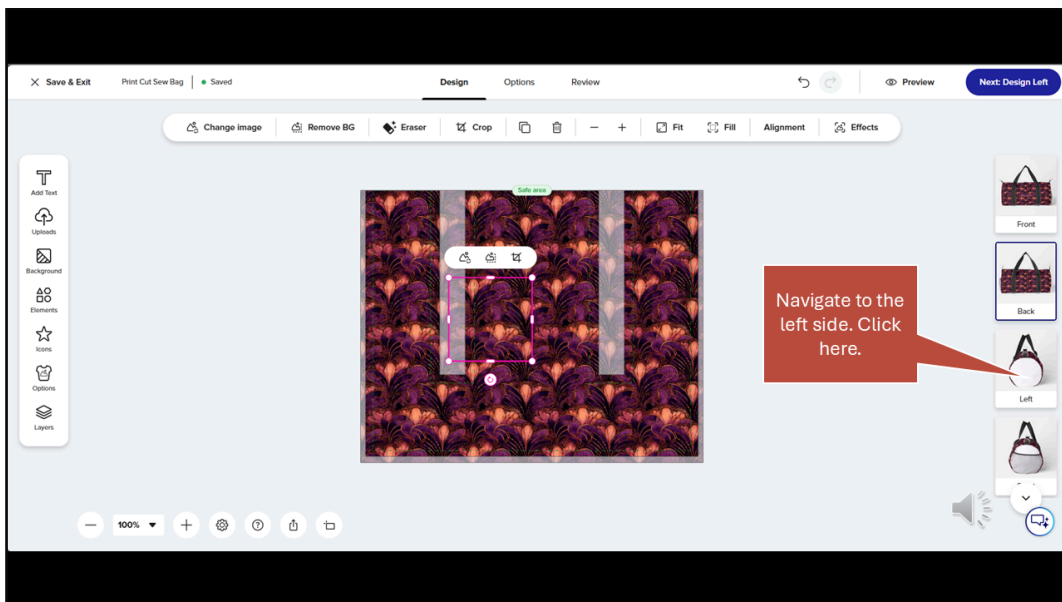 Save & Exit
Print Cut Sew Bag
Saved
Design
Options
Review
Preview
Next: Design Left
Change image
Remove BG
Eraser
Crop
Fit
Fill
Alignment
Effects
Add Text
Uploads
Background
Elements
Icons
Options
Layers
Safe area
Navigate to the
left side. Click
here.
Front
Back
Left
100%